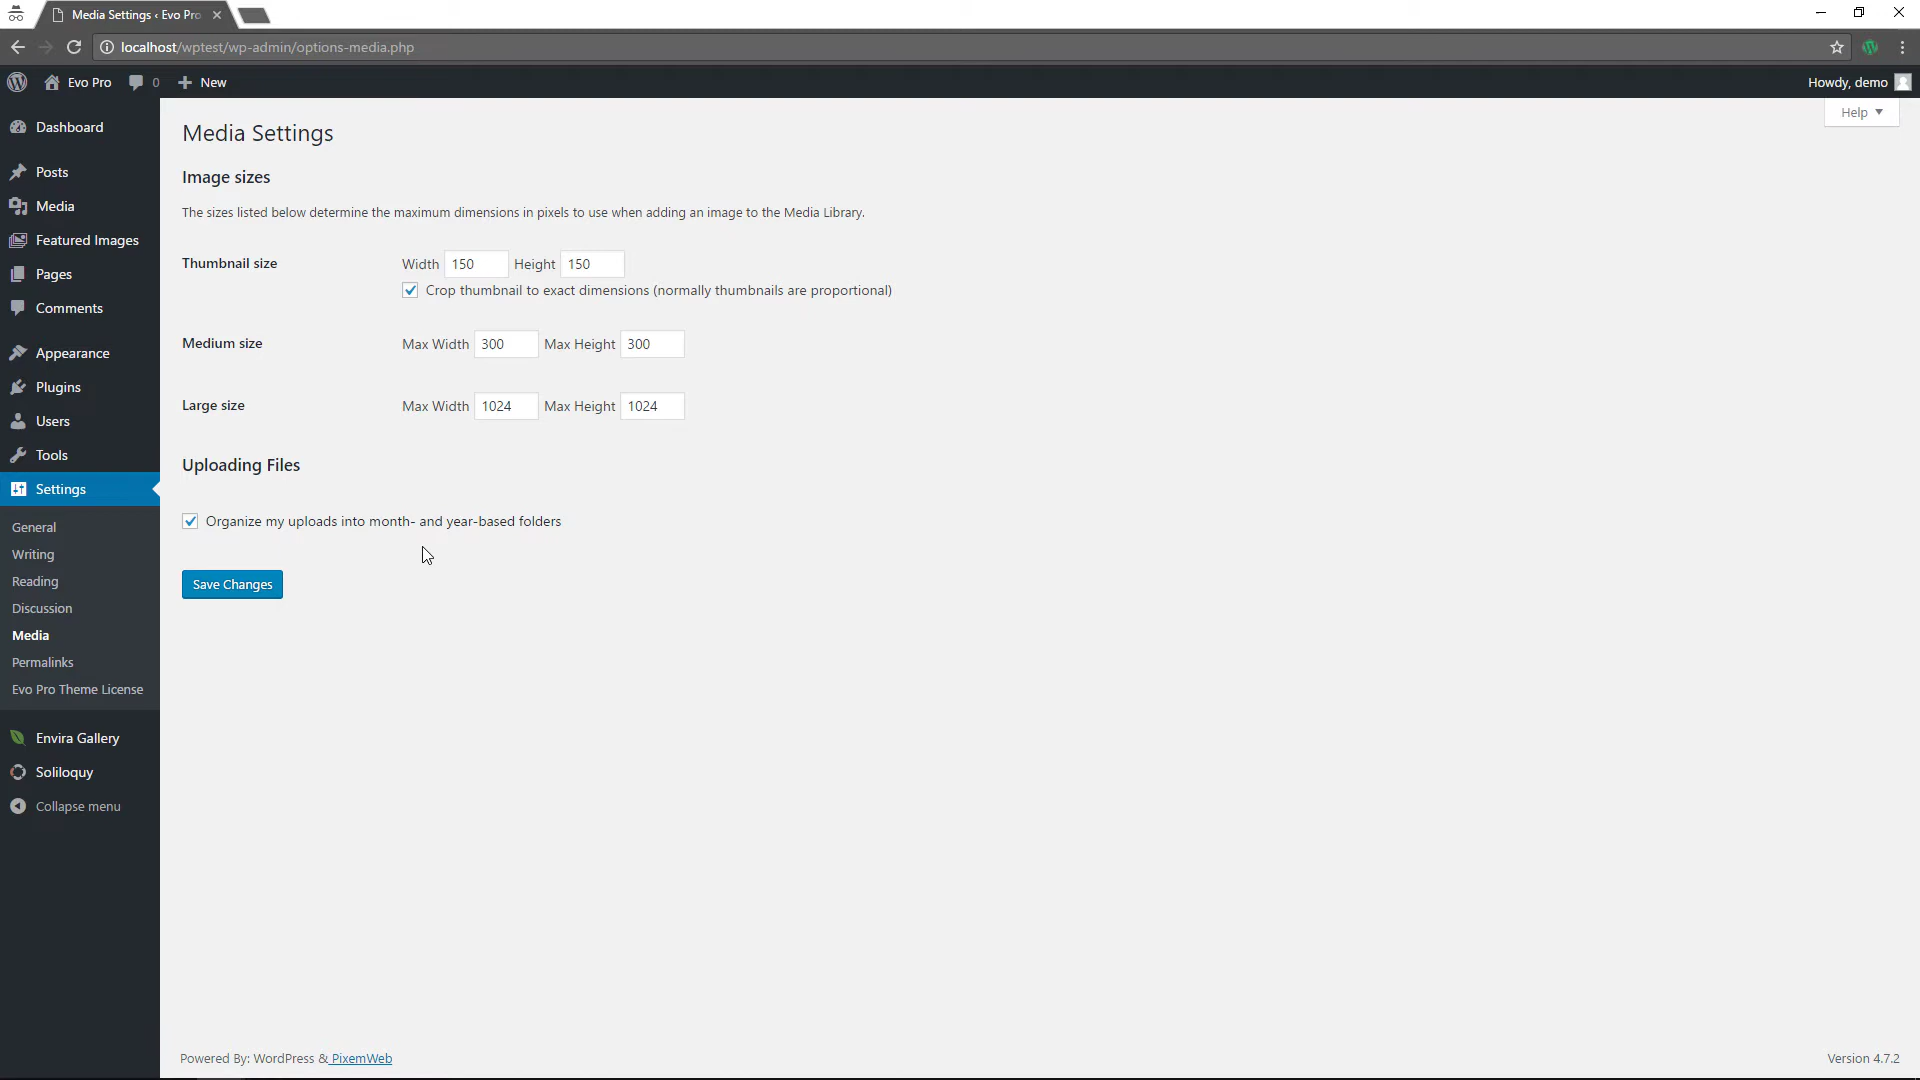 Media Settings ‹ Evo Pro
localhost/wptest/wp-admin/options-media.php
Evo Pro 0 New Howdy, demo
Help
Dashboard
Posts
Media
Featured Images
Pages
Comments
Appearance
Plugins
Users
Tools
Settings
General
Writing
Reading
Discussion
Media
Permalinks
Evo Pro Theme License
Envira Gallery
Soliloquy
Collapse menu
Media Settings
Image sizes
The sizes listed below determine the maximum dimensions in pixels to use when adding an image to the Media Library.
Thumbnail size Width 150 Height 150
Crop thumbnail to exact dimensions (normally thumbnails are proportional)
Medium size Max Width 300 Max Height 300
Large size Max Width 1024 Max Height 1024
Uploading Files
Organize my uploads into month- and year-based folders
Save Changes
Powered By: WordPress & PixemWeb Version 4.7.2